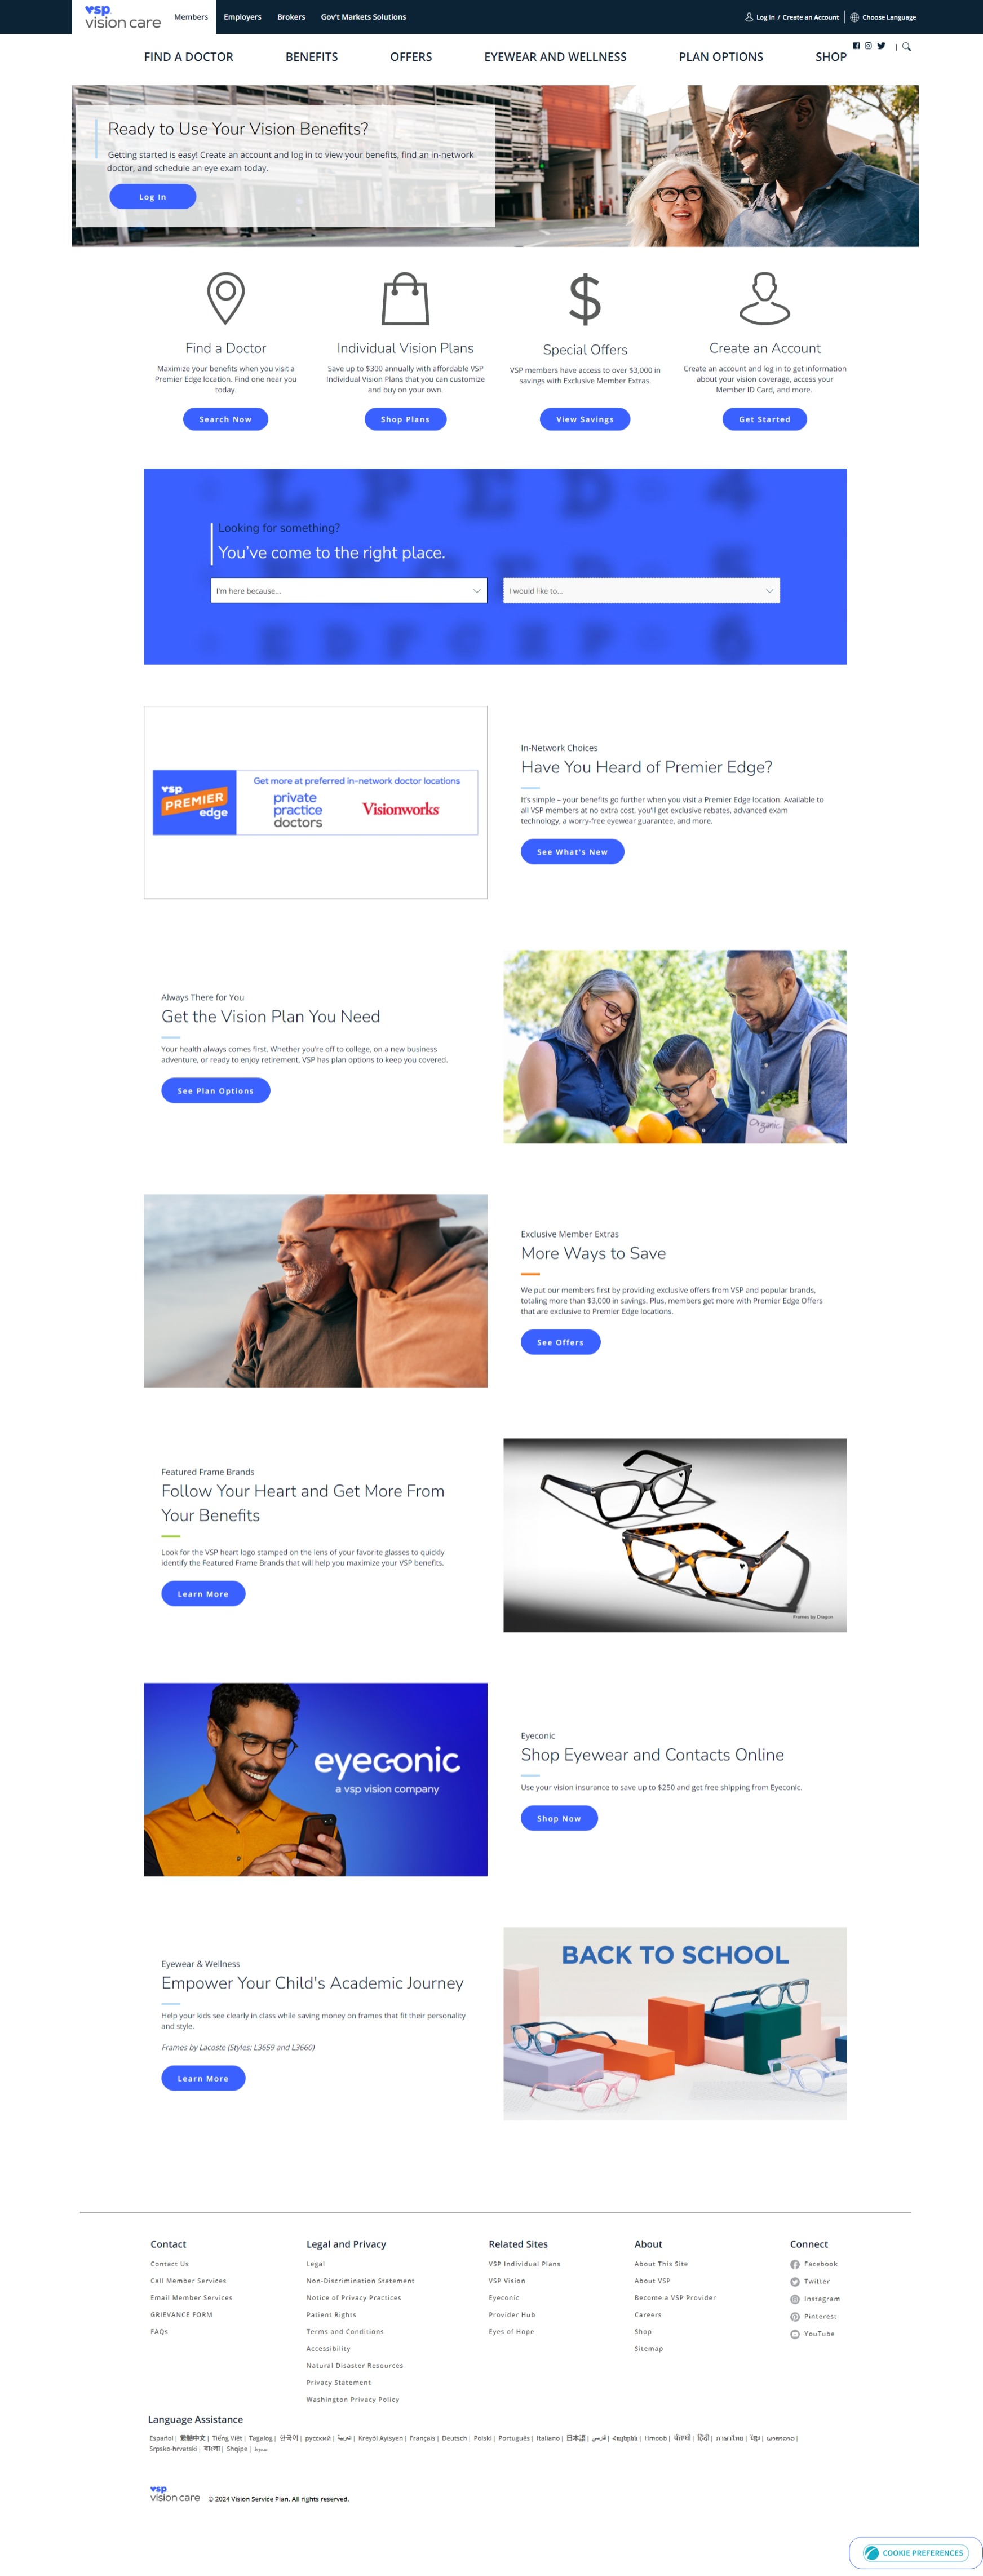 vsp
vision care
Members
Employers
Brokers
Gov't Markets Solutions
Log In / Create an Account
Choose Language
FIND A DOCTOR
BENEFITS
OFFERS
EYEWEAR AND WELLNESS
PLAN OPTIONS
SHOP
Ready to Use Your Vision Benefits?
Getting started is easy! Create an account and log in to view your benefits, find an in-network
doctor, and schedule an eye exam today.
Log In
Find a Doctor
Maximize your benefits when you visit a
Premier Edge location. Find one near you
today.
Search Now
Individual Vision Plans
Save up to $300 annually with affordable VSP
Individual Vision Plans that you can customize
and buy on your own.
Shop Plans
Special Offers
VSP members have access to over $3,000 in
savings with Exclusive Member Extras.
View Savings
Create an Account
Create an account and log in to get information
about your vision coverage, access your
Member ID Card, and more.
Get Started
L P E D 4
Looking for something?
You've come to the right place.
I'm here because...
I would like to...
E D F C Z P 6
vsp
PREMIER
edge
Get more at preferred in-network doctor locations
private
practice
doctors
Visionworks
In-Network Choices
Have You Heard of Premier Edge?
It's simple – your benefits go further when you visit a Premier Edge location. Available to
all VSP members at no extra cost, you'll get exclusive rebates, advanced exam
technology, a worry-free eyewear guarantee, and more.
See What's New
Always There for You
Get the Vision Plan You Need
Your health always comes first. Whether you're off to college, on a new business
adventure, or ready to enjoy retirement, VSP has plan options to keep you covered.
See Plan Options
Organic
Exclusive Member Extras
More Ways to Save
We put our members first by providing exclusive offers from VSP and popular brands,
totaling more than $3,000 in savings. Plus, members get more with Premier Edge Offers
that are exclusive to Premier Edge locations.
See Offers
Featured Frame Brands
Follow Your Heart and Get More From
Your Benefits
Look for the VSP heart logo stamped on the lens of your favorite glasses to quickly
identify the Featured Frame Brands that will help you maximize your VSP benefits.
Learn More
Frames by Dragon
eyeconic
a vsp vision company
Eyeconic
Shop Eyewear and Contacts Online
Use your vision insurance to save up to $250 and get free shipping from Eyeconic.
Shop Now
Eyewear & Wellness
Empower Your Child's Academic Journey
Help your kids see clearly in class while saving money on frames that fit their personality
and style.
Frames by Lacoste (Styles: L3659 and L3660)
Learn More
BACK TO SCHOOL
Contact
Contact Us
Call Member Services
Email Member Services
GRIEVANCE FORM
FAQs
Legal and Privacy
Legal
Non-Discrimination Statement
Notice of Privacy Practices
Patient Rights
Terms and Conditions
Accessibility
Natural Disaster Resources
Privacy Statement
Washington Privacy Policy
Related Sites
VSP Individual Plans
VSP Vision
Eyeconic
Provider Hub
Eyes of Hope
About
About This Site
About VSP
Become a VSP Provider
Careers
Shop
Sitemap
Connect
Facebook
Twitter
Instagram
Pinterest
YouTube
Language Assistance
Español | 繁體中文 | Tiếng Việt | Tagalog | 한국어 | русский | العربية | Kreyòl Ayisyen | Français | Deutsch | Polski | Português | Italiano | 日本語 | فارسی | Հայերեն | Hmoob | ਪੰਜਾਬੀ | हिंदी | ภาษาไทย | ខ្មែរ | ພາສາລາວ |
Srpsko-hrvatski | বাংলা | Shqipe |
vsp
vision care
© 2024 Vision Service Plan. All rights reserved.
COOKIE PREFERENCES